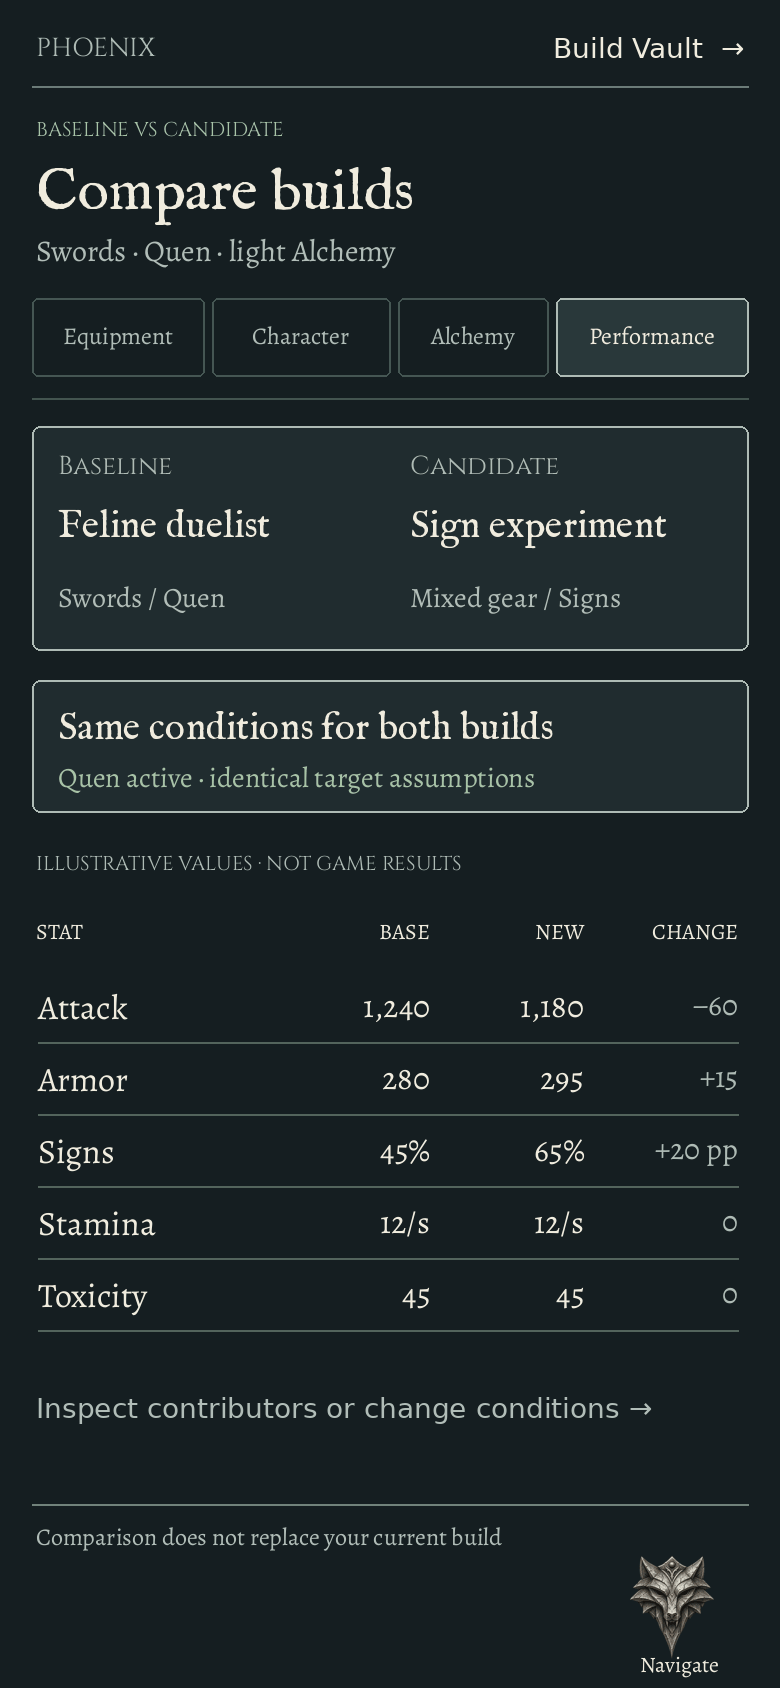 PHOENIX
Build Vault →
BASELINE VS CANDIDATE
Compare builds
Swords · Quen · light Alchemy
Equipment Character Alchemy Performance
BASELINE CANDIDATE
Feline duelist Sign experiment
Swords / Quen Mixed gear / Signs
Same conditions for both builds
Quen active · identical target assumptions
ILLUSTRATIVE VALUES · NOT GAME RESULTS
STAT BASE NEW CHANGE
Attack 1,240 1,180 −60
Armor 280 295 +15
Signs 45% 65% +20 pp
Stamina 12/s 12/s 0
Toxicity 45 45 0
Inspect contributors or change conditions →
Comparison does not replace your current build
Navigate